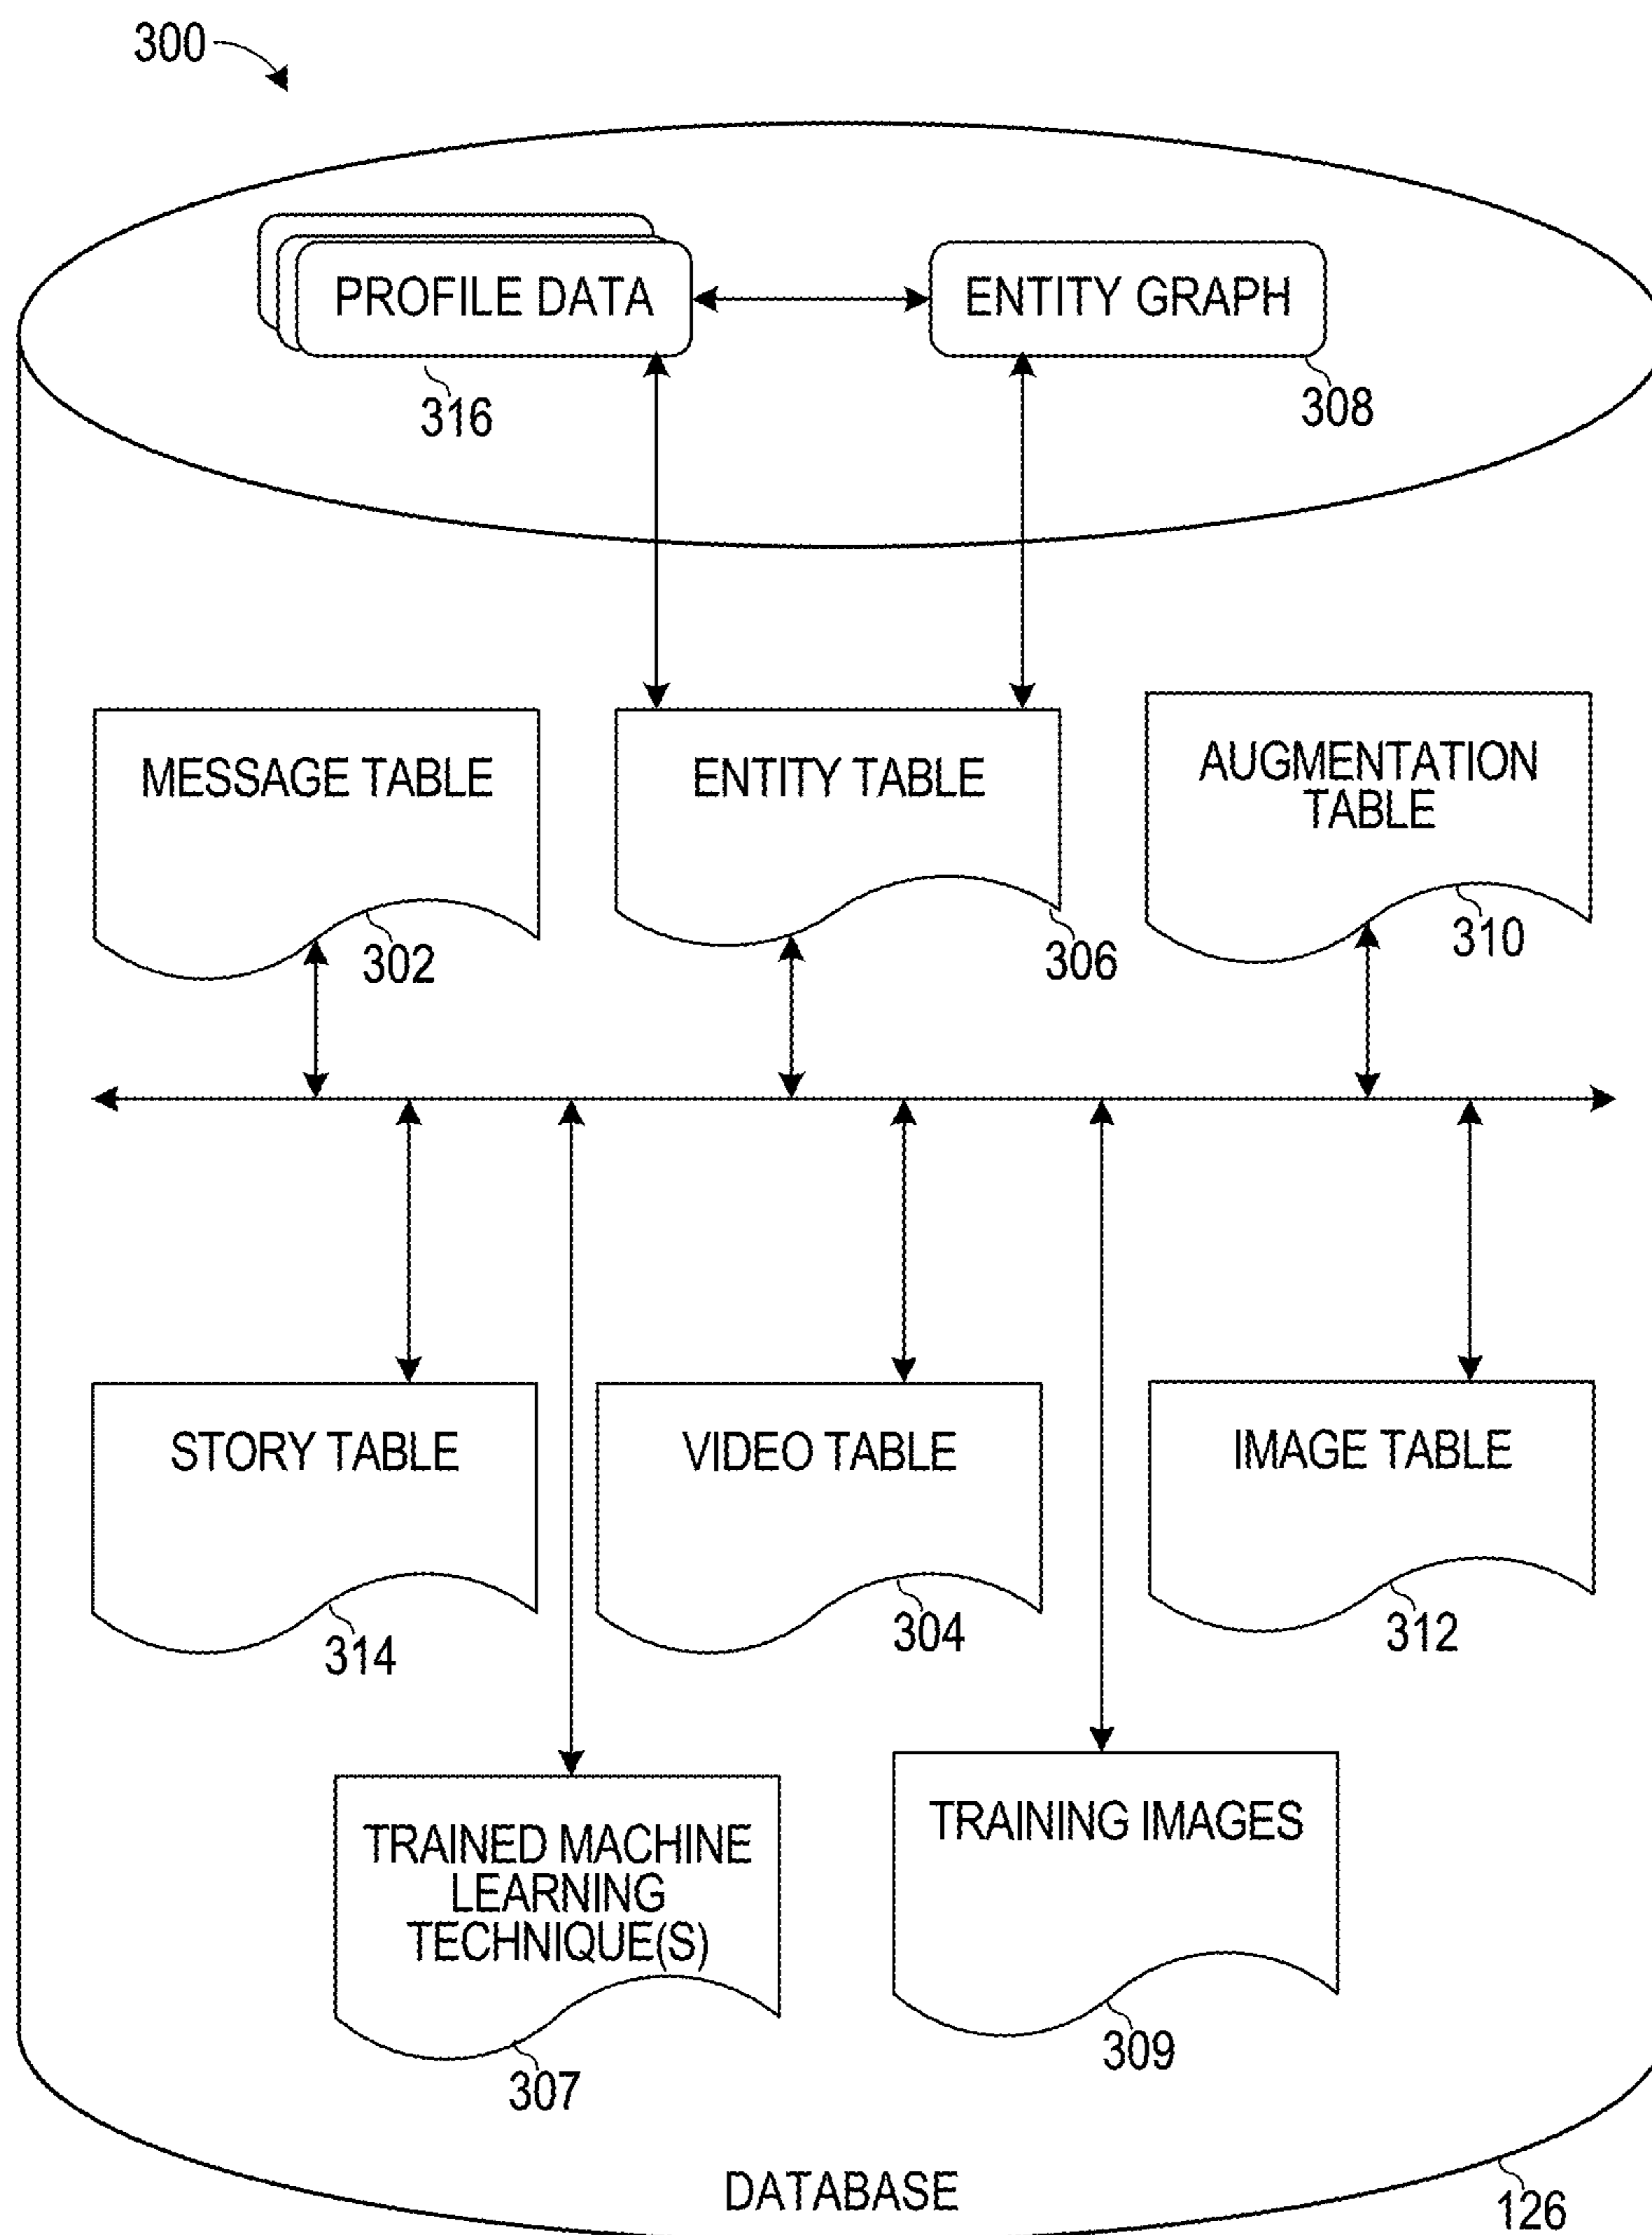 300
PROFILE DATA
ENTITY GRAPH
316
308
MESSAGE TABLE
ENTITY TABLE
AUGMENTATION
TABLE
302
306
310
STORY TABLE
VIDEO TABLE
IMAGE TABLE
314
304
312
TRAINED MACHINE
LEARNING
TECHNIQUE(S)
TRAINING IMAGES
307
309
DATABASE
126